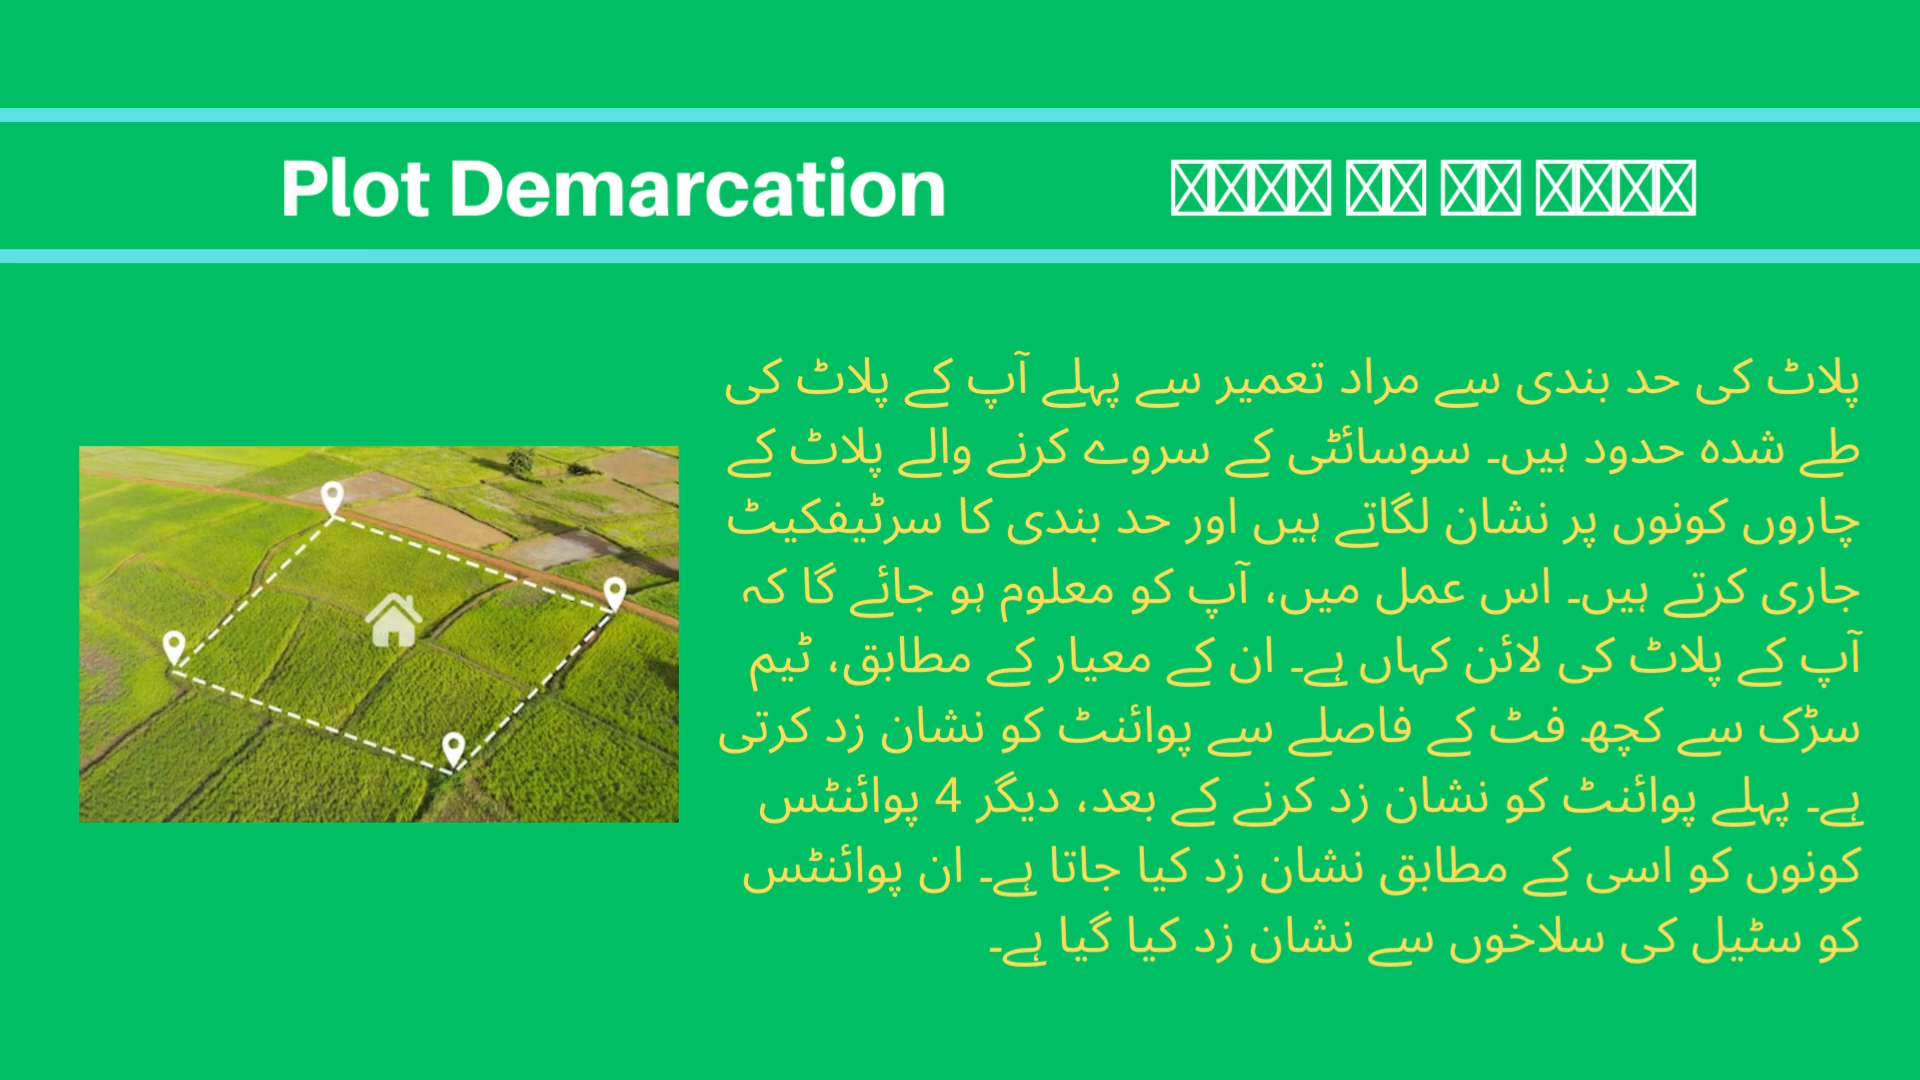 Plot Demarcation
پلاٹ کی حد بندی سے مراد تعمیر سے پہلے آپ کے پلاٹ کی
طے شدہ حدود ہیں۔ سوسائٹی کے سروے کرنے والے پلاٹ کے
چاروں کونوں پر نشان لگاتے ہیں اور حد بندی کا سرٹیفکیٹ
جاری کرتے ہیں۔ اس عمل میں، آپ کو معلوم ہو جائے گا کہ
آپ کے پلاٹ کی لائن کہاں ہے۔ ان کے معیار کے مطابق، ٹیم
سڑک سے کچھ فٹ کے فاصلے سے پوائنٹ کو نشان زد کرتی
ہے۔ پہلے پوائنٹ کو نشان زد کرنے کے بعد، دیگر 4 پوائنٹس
کونوں کو اسی کے مطابق نشان زد کیا جاتا ہے۔ ان پوائنٹس
کو سٹیل کی سلاخوں سے نشان زد کیا گیا ہے۔